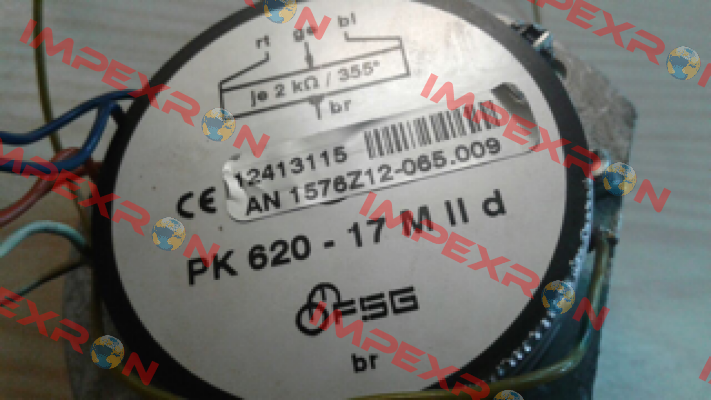 rt ge bl
je 2 kΩ / 355°
br
12413115
CE AN 1576Z12-065.009
PK 620 - 17 M II d
FSG
br
IMPEXRON
IMPEXRON
IMPEXRON
IMPEXRON
IMPEXRON
IMPEXRON